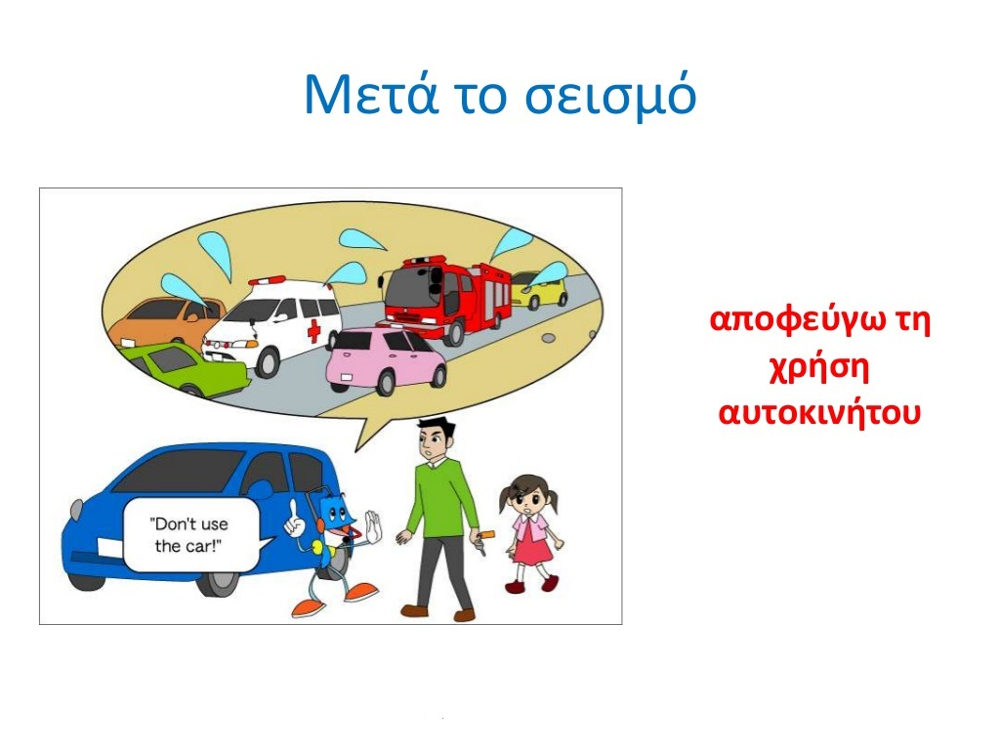 Μετά το σεισμό
"Don't use
the car!"
αποφεύγω τη
χρήση
αυτοκινήτου